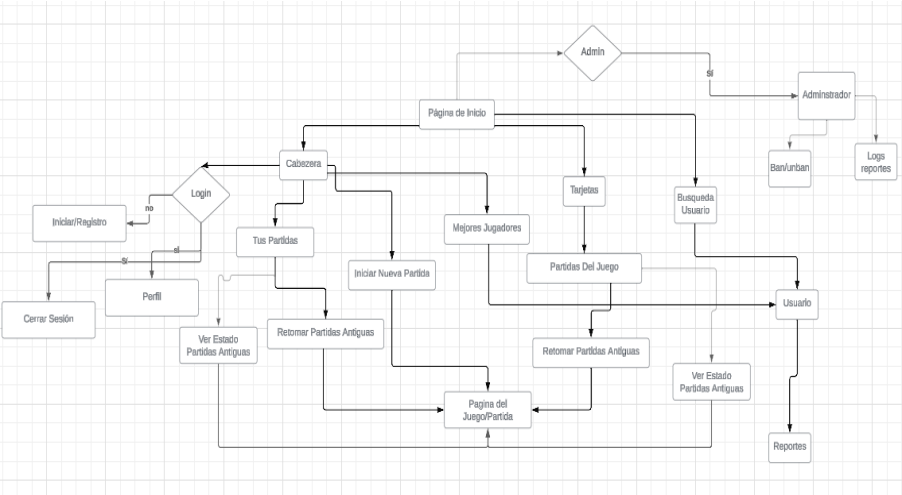 Admin
Sí
Adminstrador
Página de Inicio
Ban/unban
Logs
reportes
Cabezera
Login
no
Iniciar/Registro
Tarjetas
Busqueda
Usuario
Mejores Jugadores
Tus Partidas
sí
Sí
Iniciar Nueva Partida
Partidas Del Juego
Perfil
Cerrar Sesión
Usuario
Ver Estado
Partidas Antiguas
Retomar Partidas Antiguas
Retomar Partidas Antiguas
Ver Estado
Partidas Antiguas
Pagina del
Juego/Partida
Reportes